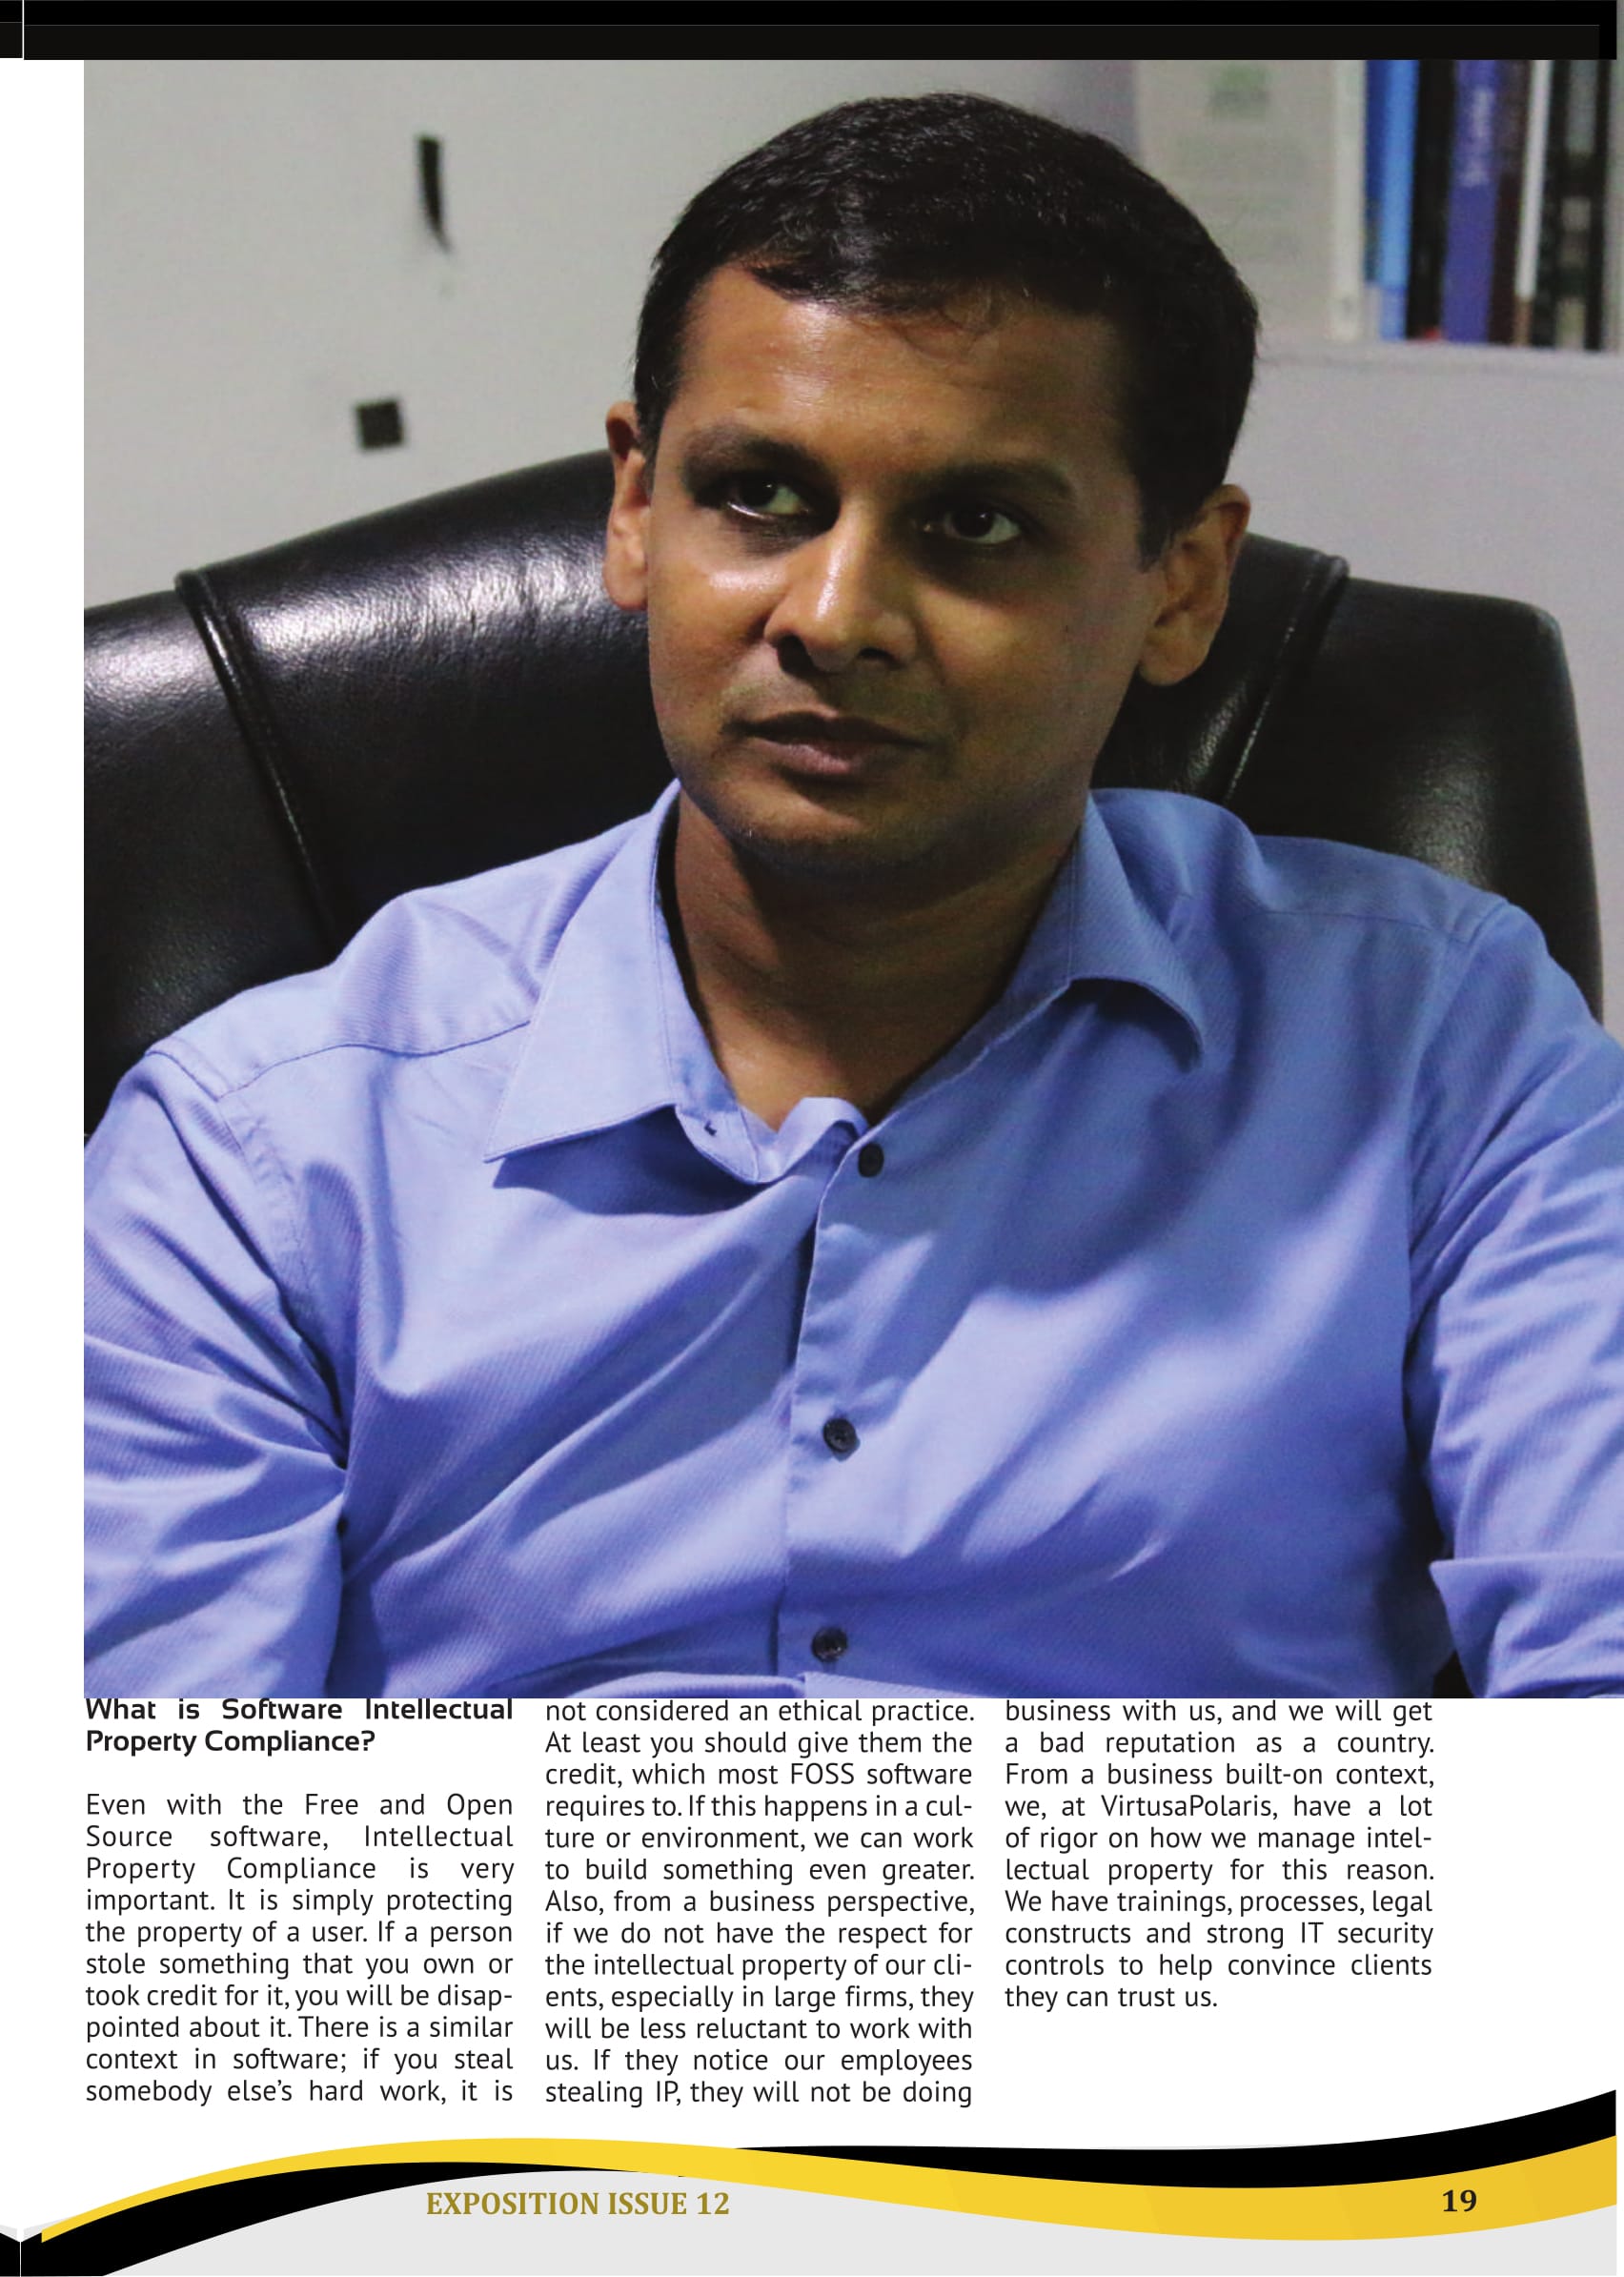 What is Software Intellectual
Property Compliance?
Even with the Free and Open
Source software, Intellectual
Property Compliance is very
important. It is simply protecting
the property of a user. If a person
stole something that you own or
took credit for it, you will be disap-
pointed about it. There is a similar
context in software; if you steal
somebody else's hard work, it is
not considered an ethical practice.
At least you should give them the
credit, which most FOSS software
requires to. If this happens in a cul-
ture or environment, we can work
to build something even greater.
Also, from a business perspective,
if we do not have the respect for
the intellectual property of our cli-
ents, especially in large firms, they
will be less reluctant to work with
us. If they notice our employees
stealing IP, they will not be doing
business with us, and we will get
a bad reputation as a country.
From a business built-on context,
we, at VirtusaPolaris, have a lot
of rigor on how we manage intel-
lectual property for this reason.
We have trainings, processes, legal
constructs and strong IT security
controls to help convince clients
they can trust us.
EXPOSITION ISSUE 12
19